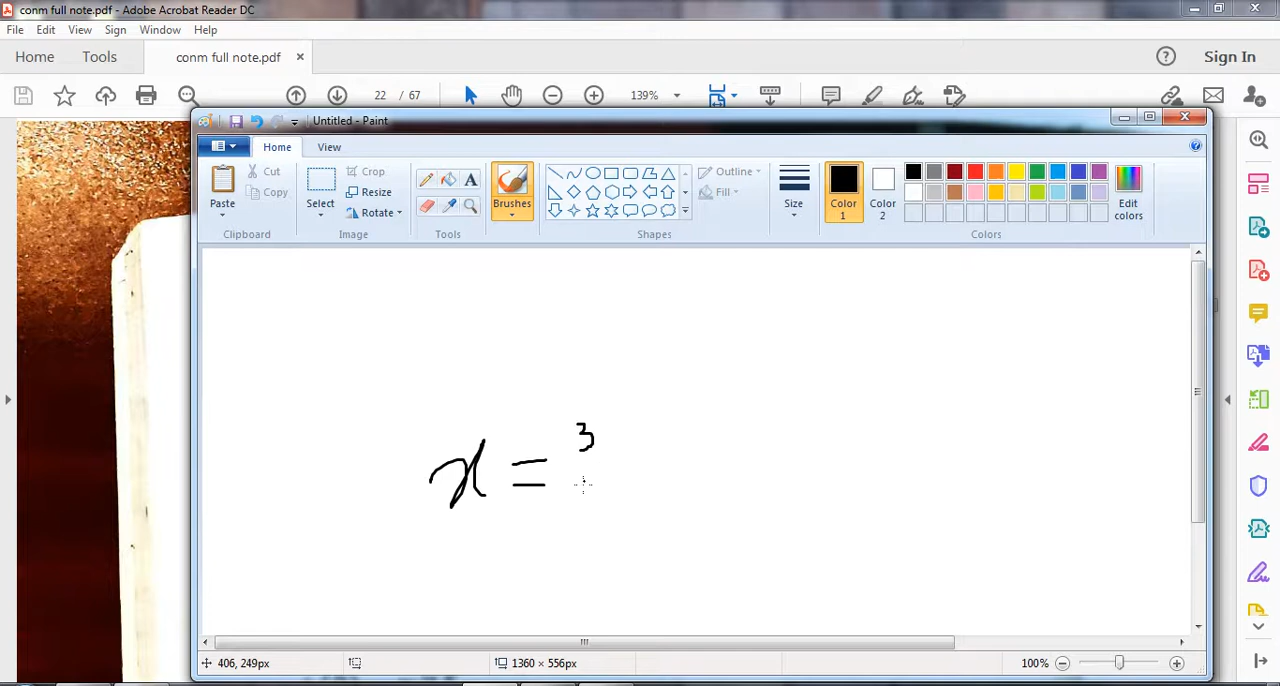 conm full note.pdf - Adobe Acrobat Reader DC
File Edit View Sign Window Help
Home Tools conm full note.pdf × Sign In
22 / 67 139%
Untitled - Paint
Home View
Paste Cut Copy Select Crop Resize Rotate Brushes Outline Fill Size Color 1 Color 2 Edit colors
Clipboard Image Tools Shapes Colors
3
x =
406, 249px 1360 × 556px 100%